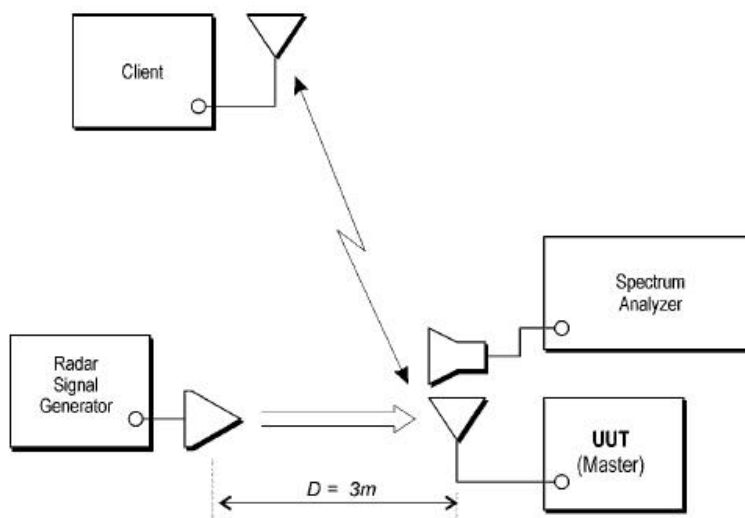 Client
Spectrum
Analyzer
Radar
Signal
Generator
UUT
(Master)
D = 3m